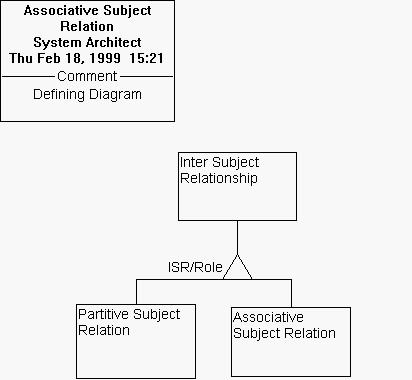 Associative Subject
Relation
System Architect
Thu Feb 18, 1999 15:21
Comment
Defining Diagram
Inter Subject
Relationship
ISR/Role
Partitive Subject
Relation
Associative
Subject Relation